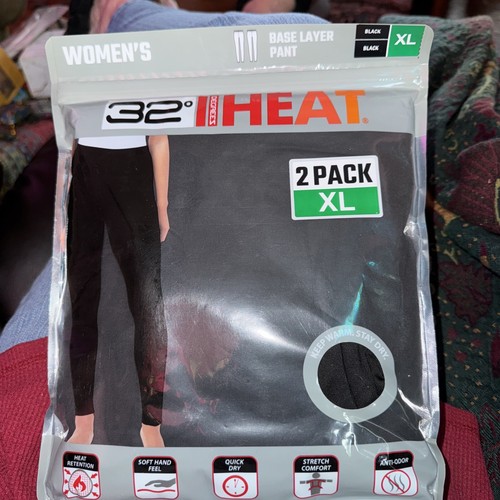 WOMEN'S
BASE LAYER
PANT
BLACK
BLACK
XL
32° DEGREES HEAT®
2 PACK
XL
KEEP WARM. STAY DRY.
HEAT
RETENTION
SOFT HAND
FEEL
QUICK
DRY
STRETCH
COMFORT
ANTI-ODOR